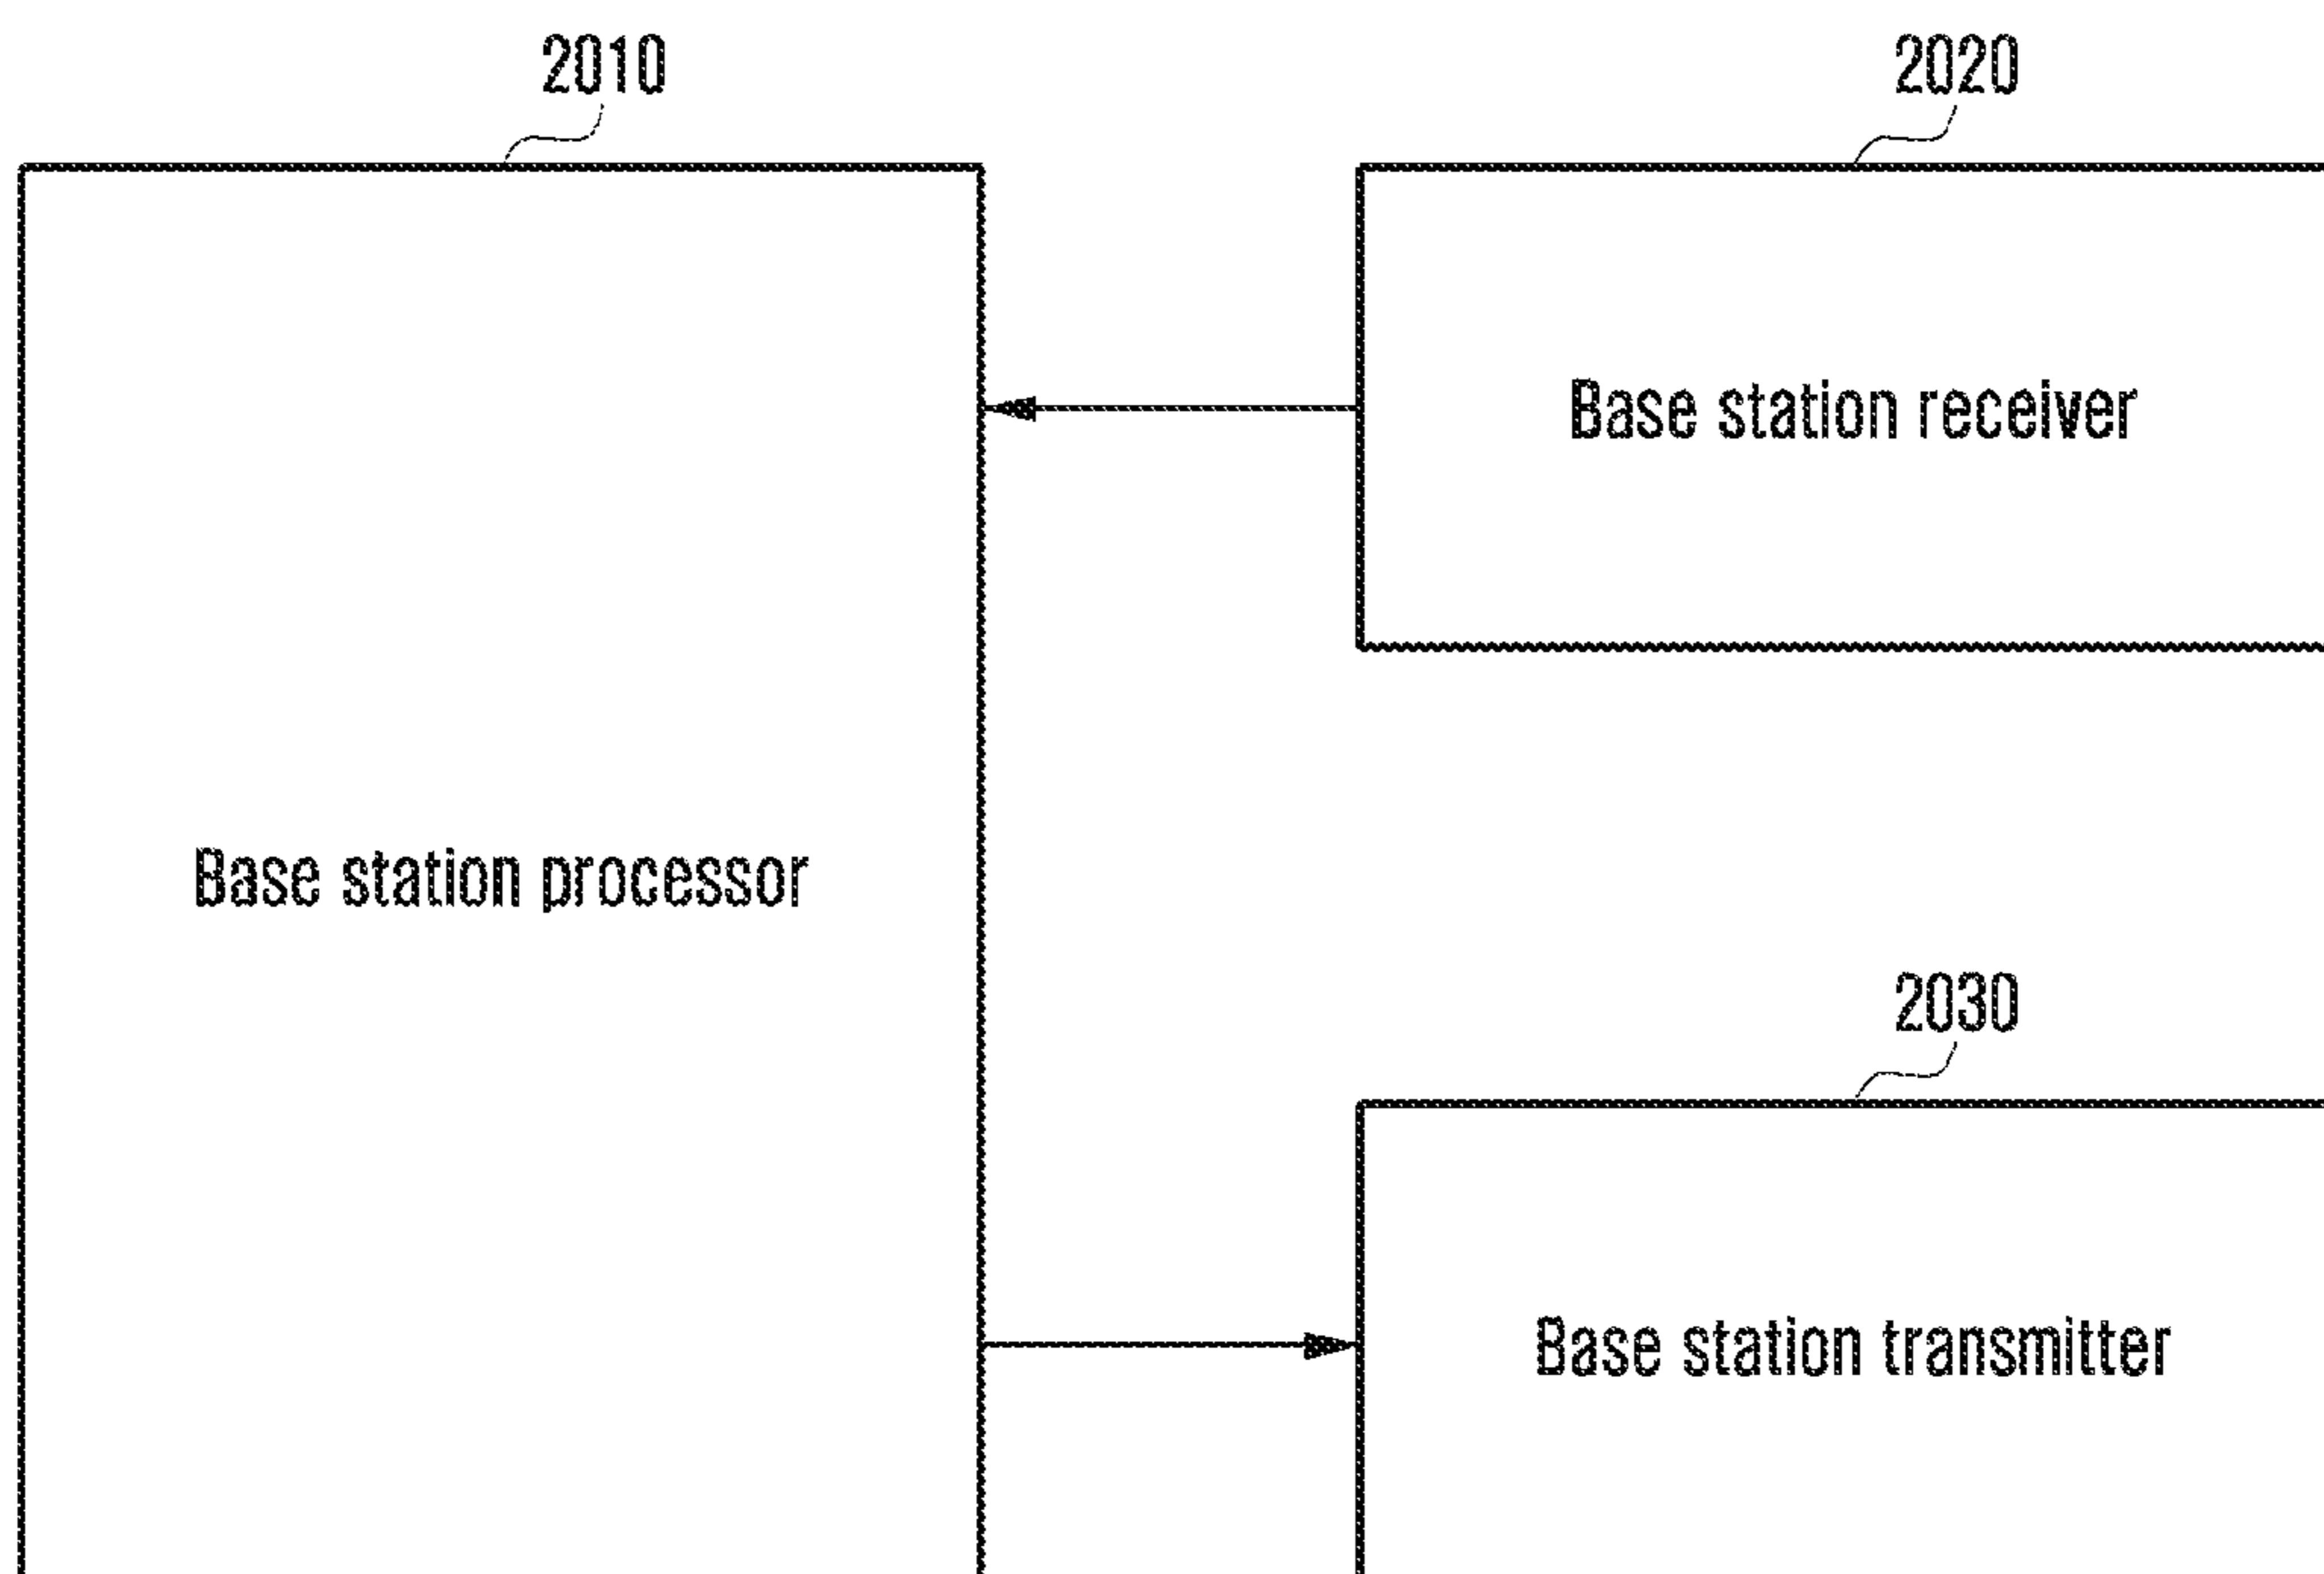 2010
2020
Base station receiver
Base station processor
2030
Base station transmitter